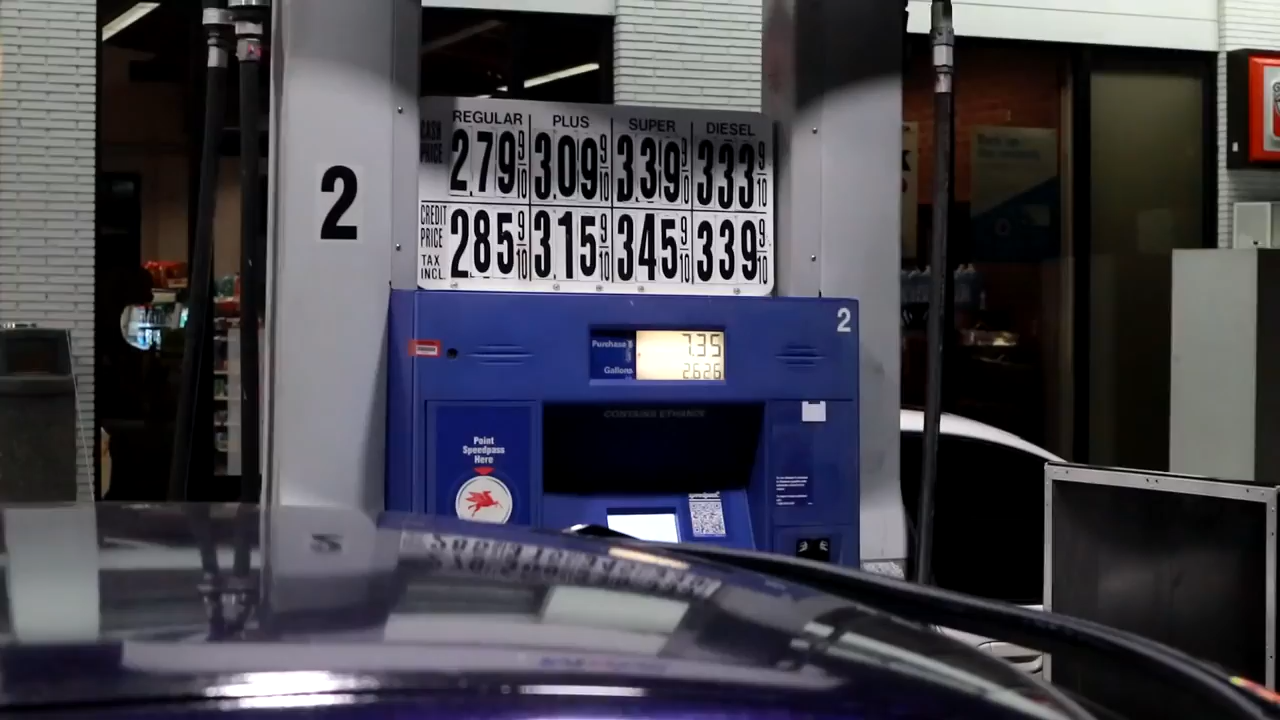 REGULAR PLUS SUPER DIESEL
CASH PRICE 2.79 9/10 3.09 9/10 3.39 9/10 3.33 9/10
CREDIT PRICE TAX INCL. 2.85 9/10 3.15 9/10 3.45 9/10 3.39 9/10
2
2
Purchase $ 7.35
Gallons 2.626
CONTAINS ETHANOL
Point
Speedpass
Here